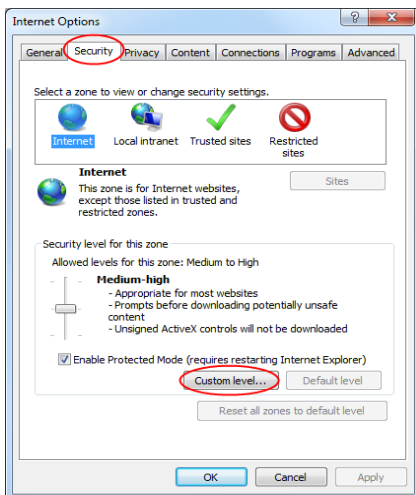 Internet Options
General Security Privacy Content Connections Programs Advanced
Select a zone to view or change security settings.
Internet Local intranet Trusted sites Restricted
sites
Internet
Sites
This zone is for Internet websites,
except those listed in trusted and
restricted zones.
Security level for this zone
Allowed levels for this zone: Medium to High
Medium-high
- Appropriate for most websites
- Prompts before downloading potentially unsafe
content
- Unsigned ActiveX controls will not be downloaded
Enable Protected Mode (requires restarting Internet Explorer)
Custom level... Default level
Reset all zones to default level
OK Cancel Apply